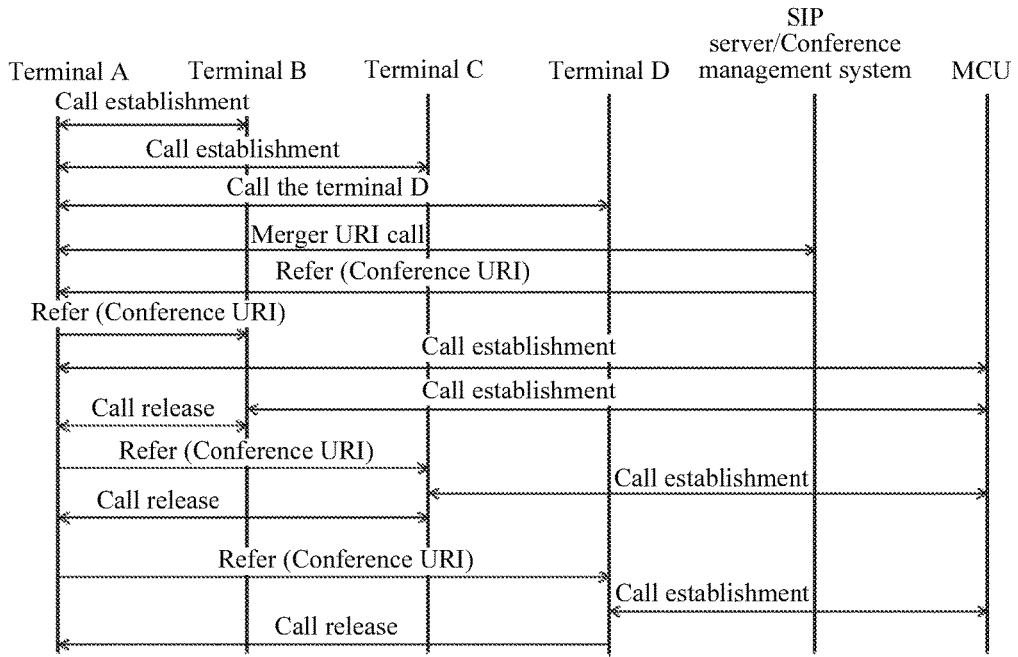 SIP
server/Conference
Terminal A Terminal B Terminal C Terminal D management system MCU
Call establishment
Call establishment
Call the terminal D
Merger URI call
Refer (Conference URI)
Refer (Conference URI)
Call establishment
Call establishment
Call release
Refer (Conference URI)
Call establishment
Call release
Refer (Conference URI)
Call establishment
Call release